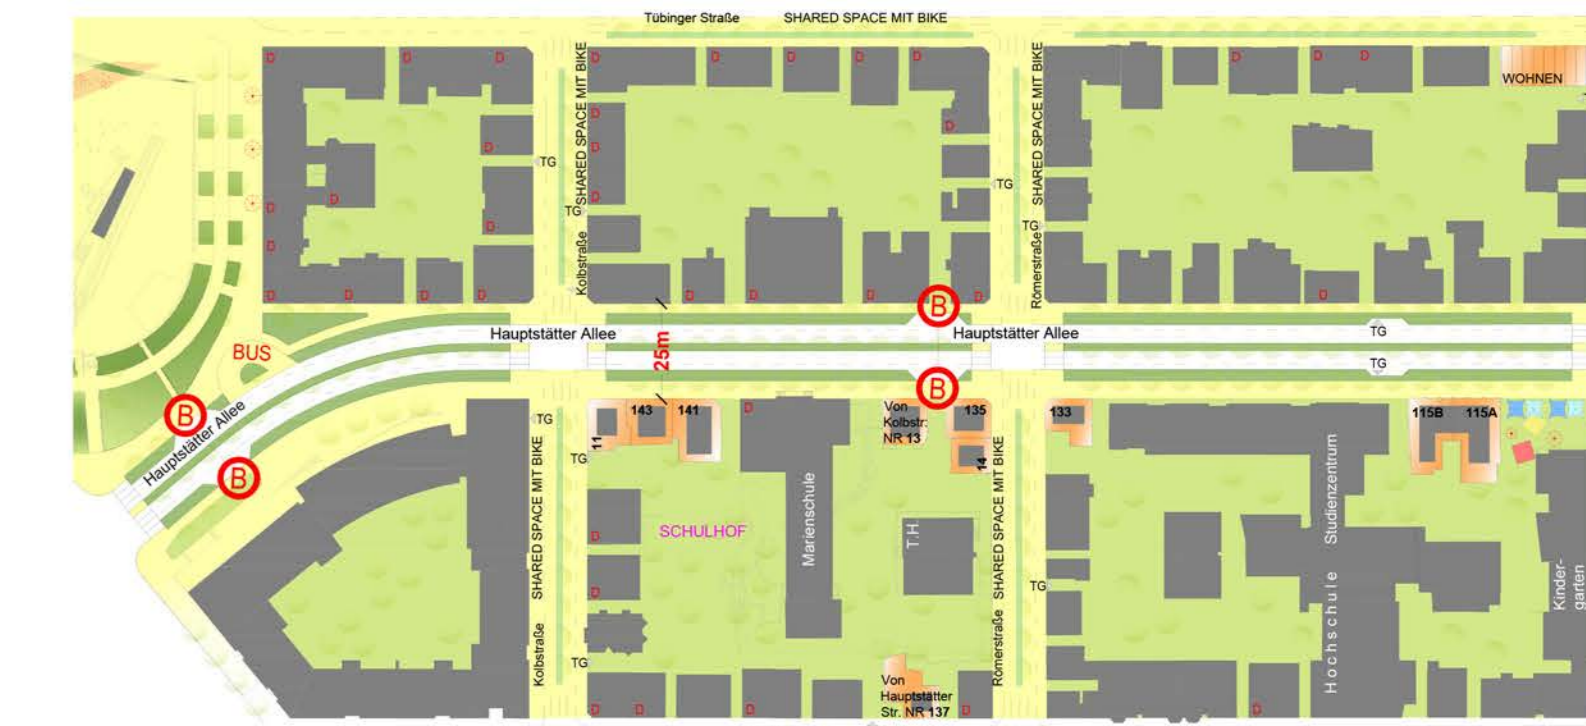 Tübinger Straße SHARED SPACE MIT BIKE
D D D D D D D D D D D
WOHNEN
SHARED SPACE MIT BIKE
Kolbstraße
SHARED SPACE MIT BIKE
Römerstraße
D
D
D
D
D
D
D
D
D
TG
TG
TG
TG
D D D D D D D D D
B
Hauptstätter Allee
Hauptstätter Allee
TG
TG
25m
BUS
B
B
Hauptstätter Allee
B
TG
11
143
141
D
Von
Kolbstr.
NR 13
135
14
133
115B
115A
TG
SHARED SPACE MIT BIKE
Kolbstraße
SCHULHOF
Marienschule
T.H.
SHARED SPACE MIT BIKE
Römerstraße
Studienzentrum
Hochschule
Kinder-
garten
D
D
TG
TG
Von
Hauptstätter
Str. NR 137
D D D D D